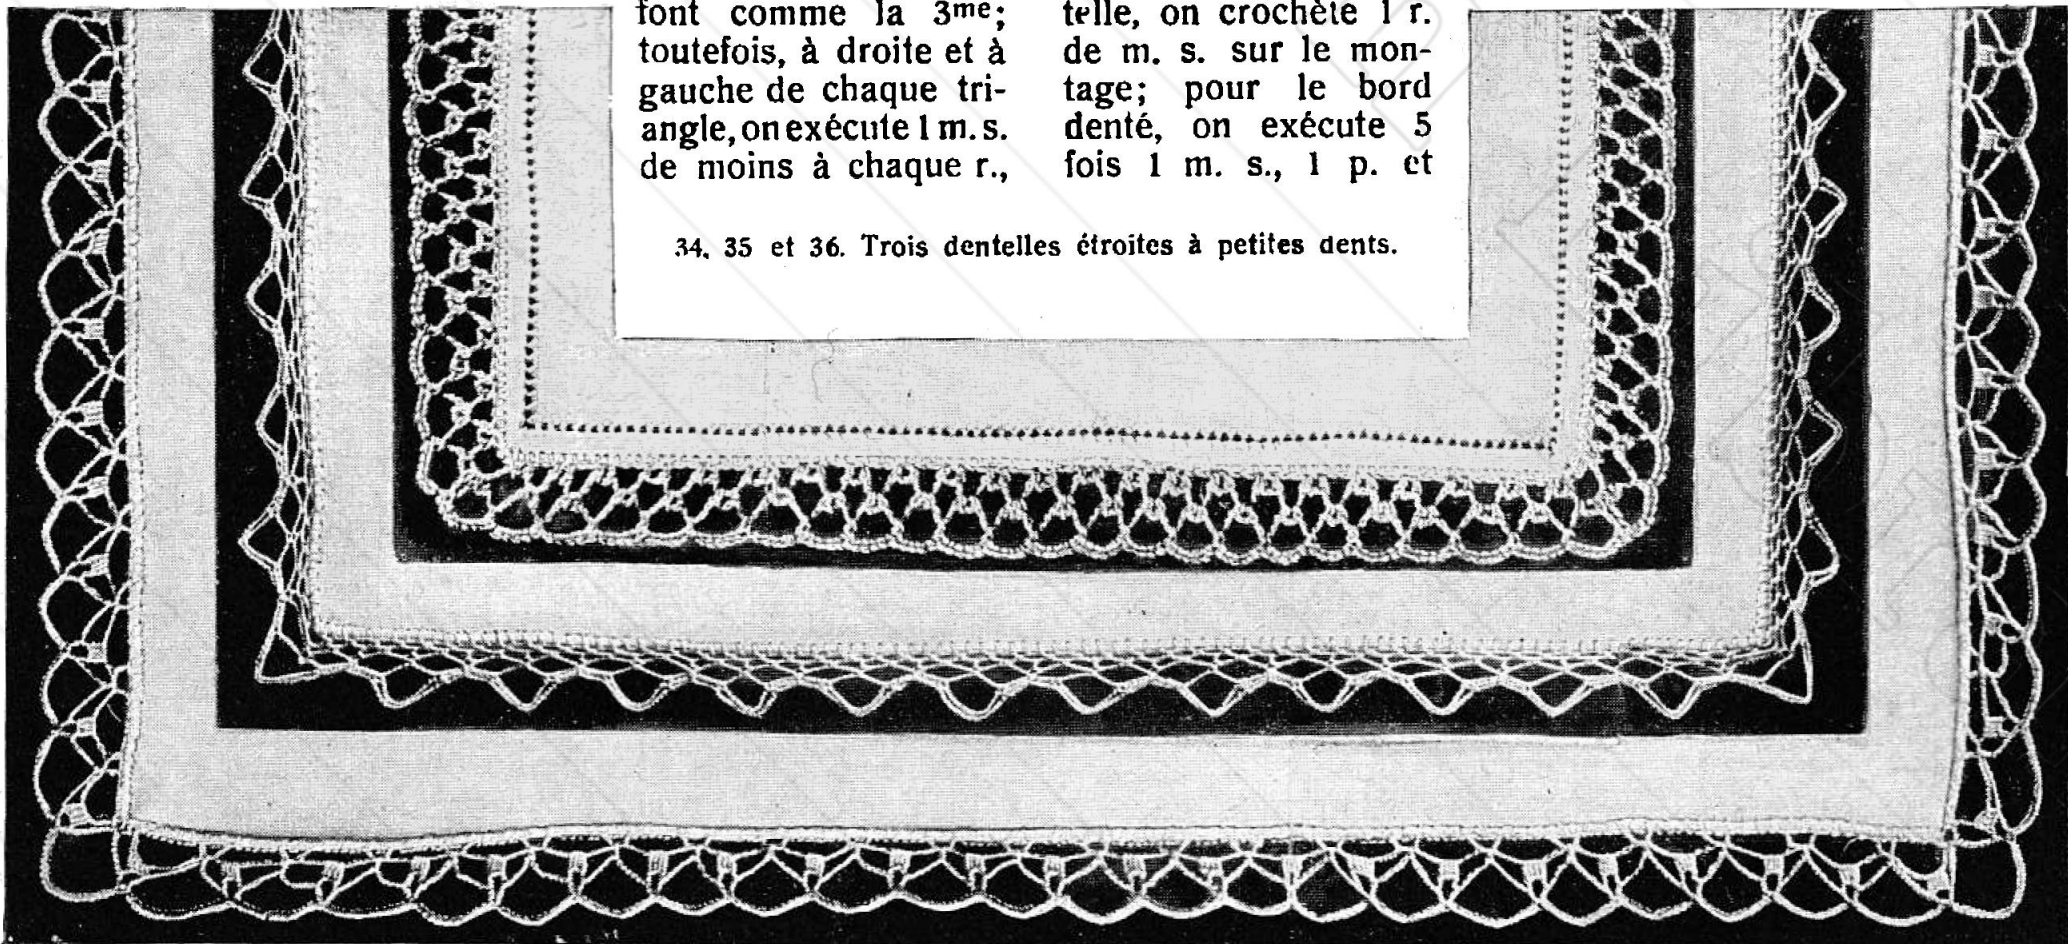 font comme la 3me;
toutefois, à droite et à
gauche de chaque tri-
angle, on exécute 1 m. s.
de moins à chaque r.,
telle, on crochète 1 r.
de m. s. sur le mon-
tage; pour le bord
denté, on exécute 5
fois 1 m. s., 1 p. et
34, 35 et 36. Trois dentelles étroites à petites dents.